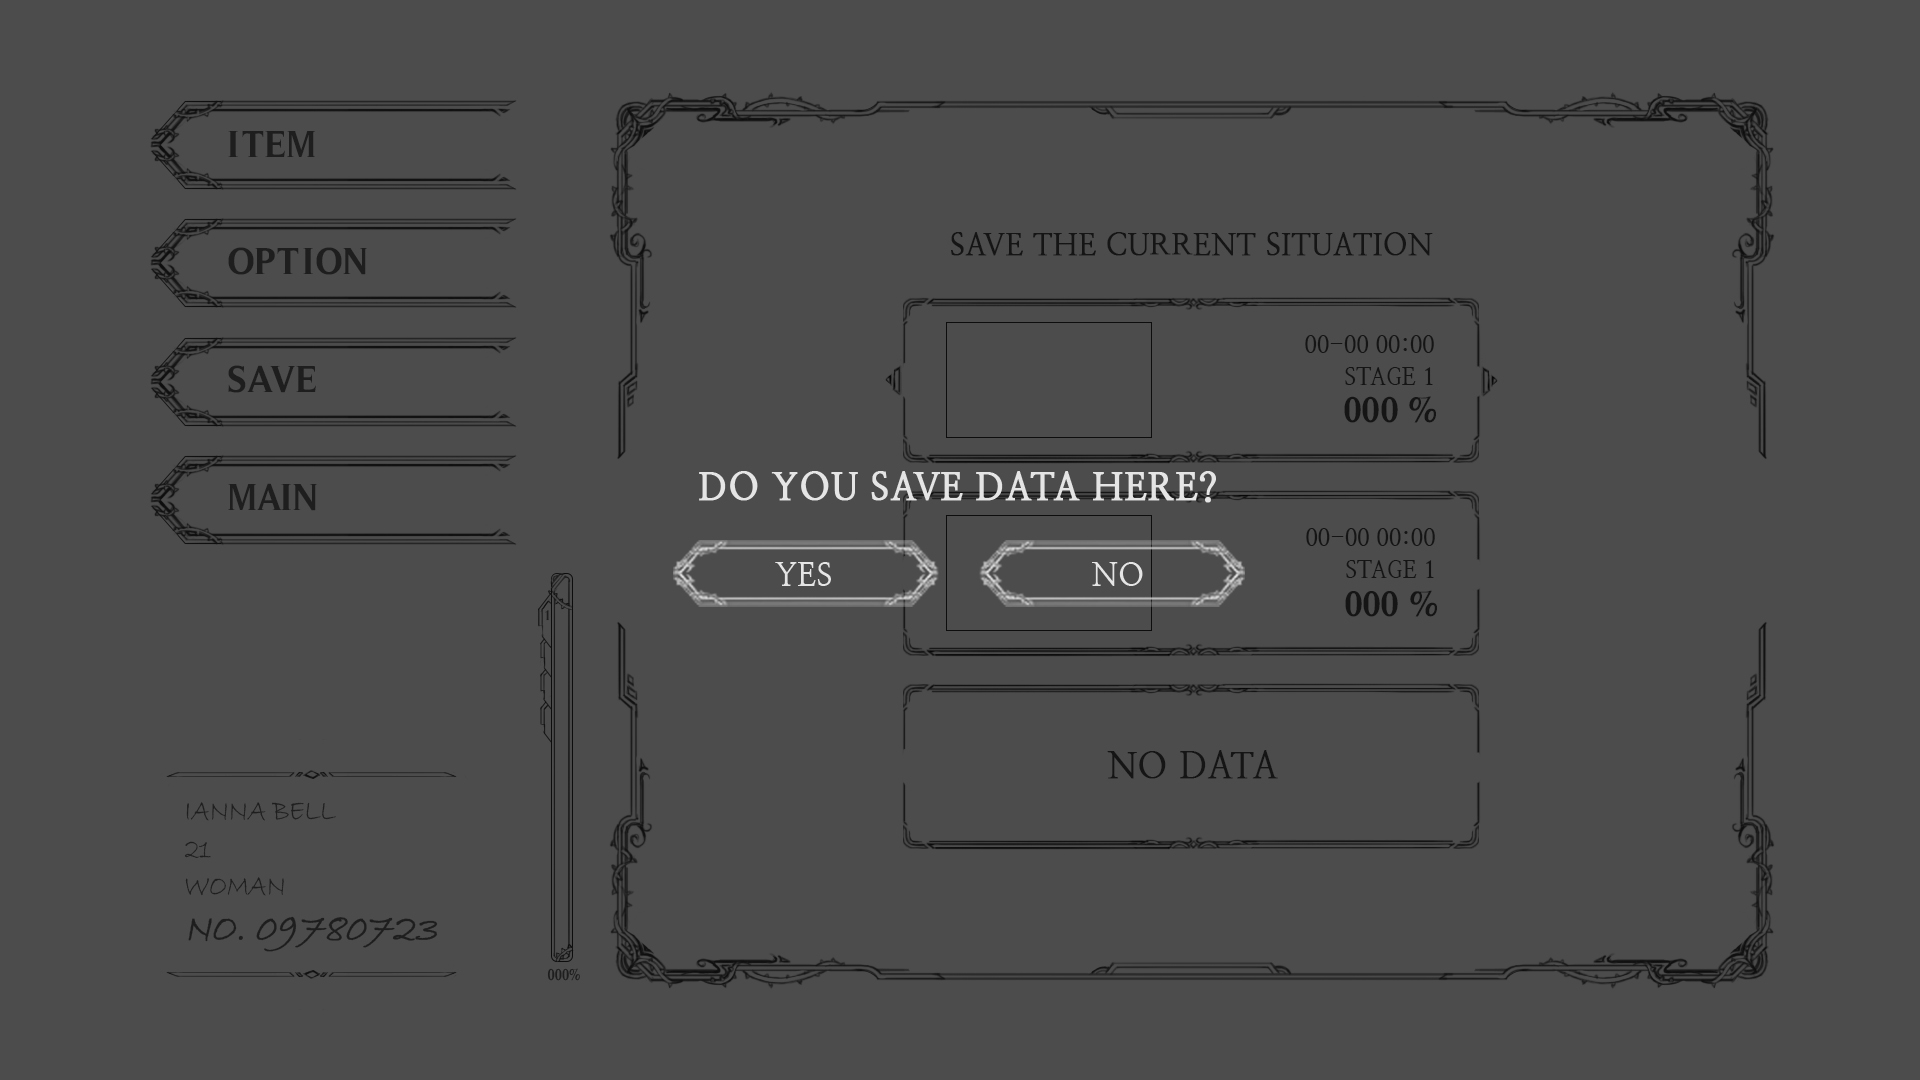 ITEM
OPTION
SAVE
MAIN
IANNA BELL
21
WOMAN
NO. 09780723
000%
SAVE THE CURRENT SITUATION
00-00 00:00
STAGE 1
000 %
DO YOU SAVE DATA HERE?
YES
NO
00-00 00:00
STAGE 1
000 %
NO DATA